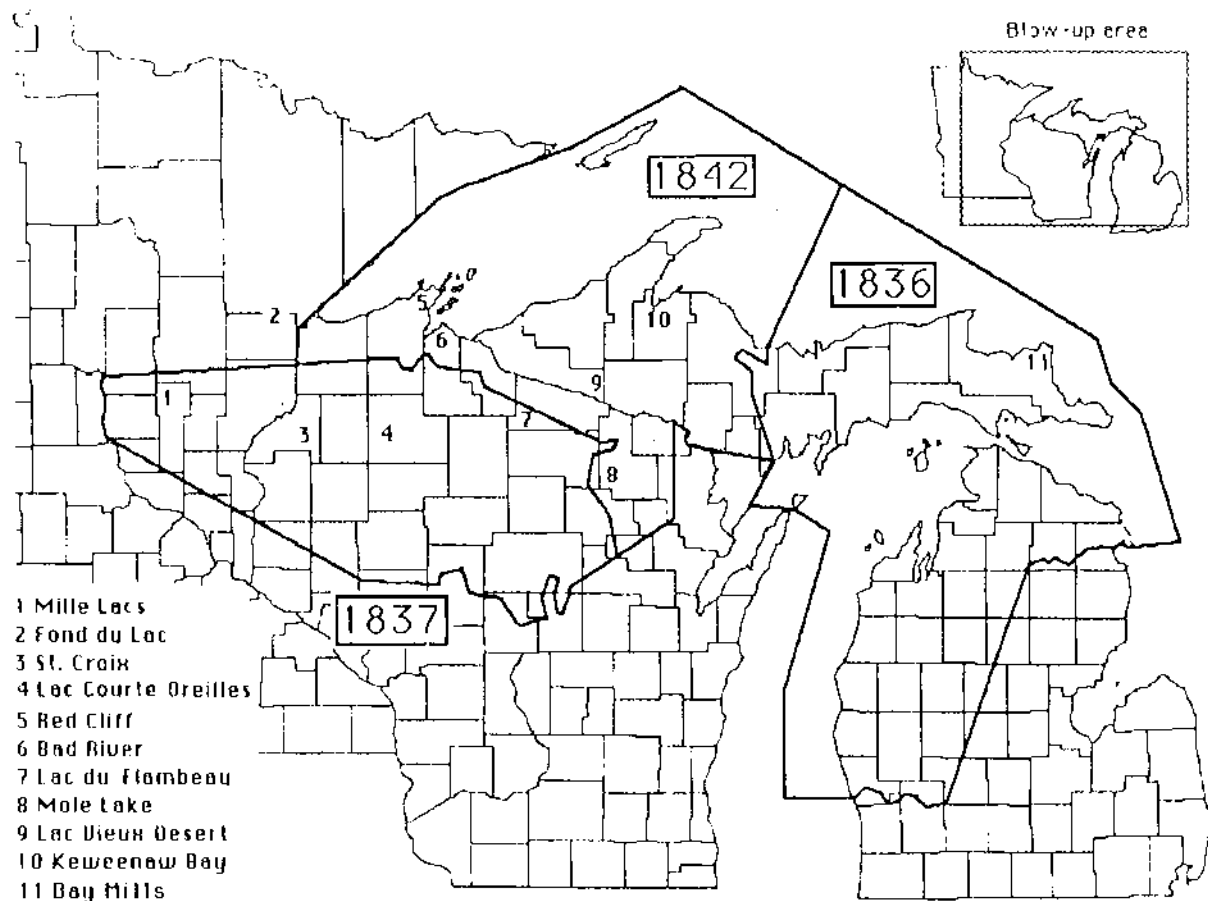 Blow-up area
1842
1836
5
2
10
6
11
9
1
7
3
4
8
1837
1 Mille Lacs
2 Fond du Lac
3 St. Croix
4 Lac Courte Oreilles
5 Red Cliff
6 Bad River
7 Lac du Flambeau
8 Mole Lake
9 Lac Vieux Desert
10 Keweenaw Bay
11 Bay Mills